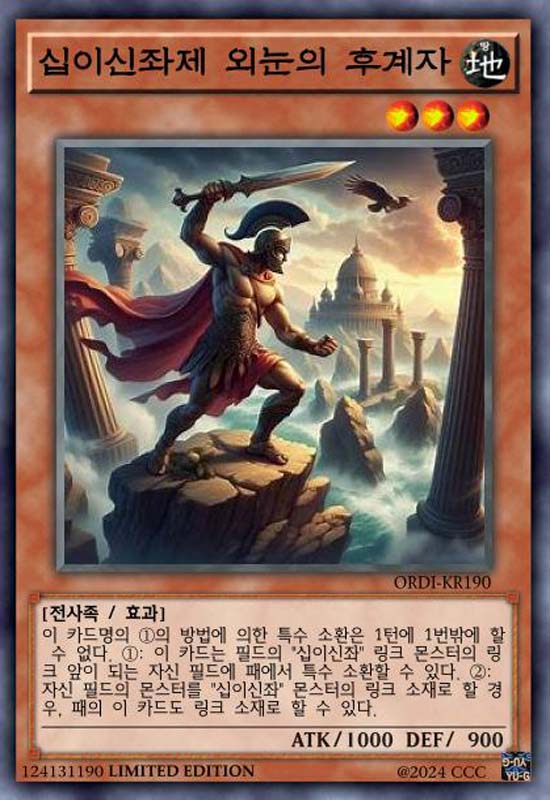 십이신좌제 외눈의 후계자
땅
地
ORDI-KR190
[전사족 / 효과]
이 카드명의 ①의 방법에 의한 특수 소환은 1턴에 1번밖에 할
수 없다. ①: 이 카드는 필드의 "십이신좌" 링크 몬스터의 링
크 앞이 되는 자신 필드에 패에서 특수 소환할 수 있다. ②:
자신 필드의 몬스터를 "십이신좌" 몬스터의 링크 소재로 할 경
우, 패의 이 카드도 링크 소재로 할 수 있다.
ATK/1000 DEF/ 900
124131190 LIMITED EDITION
@2024 CCC